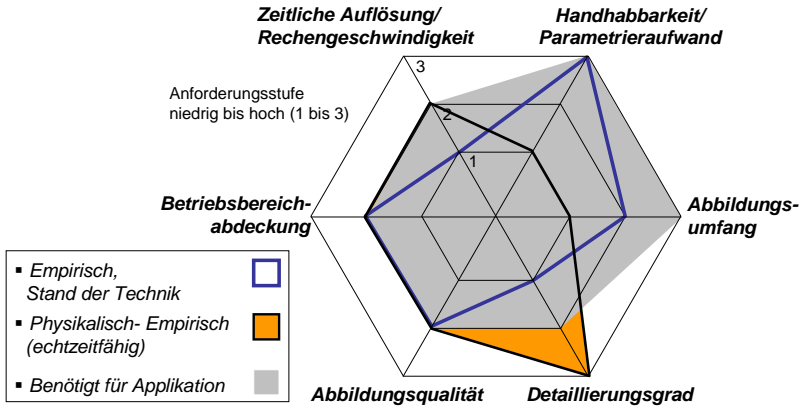 Zeitliche Auflösung/
Rechengeschwindigkeit
Handhabbarkeit/
Parametrieraufwand
3
Anforderungsstufe
niedrig bis hoch (1 bis 3)
2
1
Betriebsbereich-
abdeckung
Abbildungs-
umfang
▪ Empirisch,
Stand der Technik
▪ Physikalisch- Empirisch
(echtzeitfähig)
▪ Benötigt für Applikation
Abbildungsqualität
Detaillierungsgrad